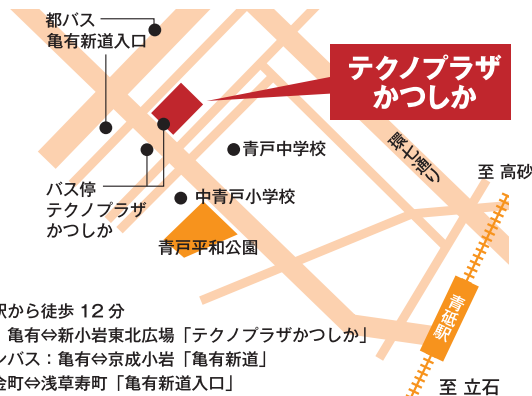 都バス
亀有新道入口
テクノプラザ
かつしか
環七通り
青戸中学校
至 高砂
バス停
テクノプラザ
かつしか
中青戸小学校
青戸平和公園
青砥駅
駅から徒歩 12 分
亀有⇔新小岩東北広場「テクノプラザかつしか」
ンバス：亀有⇔京成小岩「亀有新道」
金町⇔浅草寿町「亀有新道入口」
至 立石